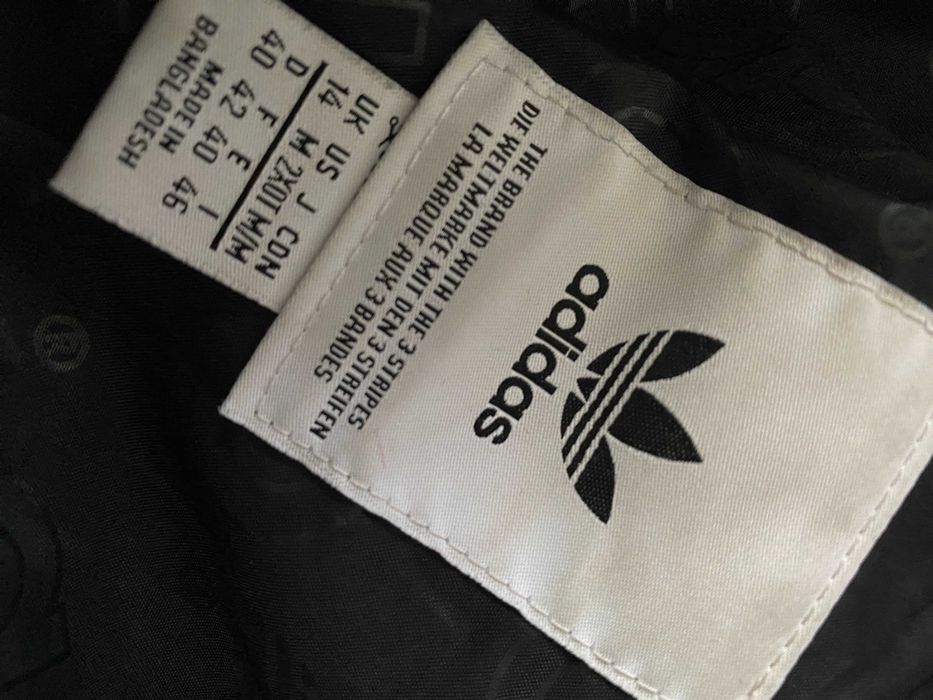 adidas
THE BRAND WITH THE 3 STRIPES
DIE WELTMARKE MIT DEN 3 STREIFEN
LA MARQUE AUX 3 BANDES
UK US J CDN
14 M 2XOT M/M
D F E I
40 42 40 46
MADE IN
BANGLADESH